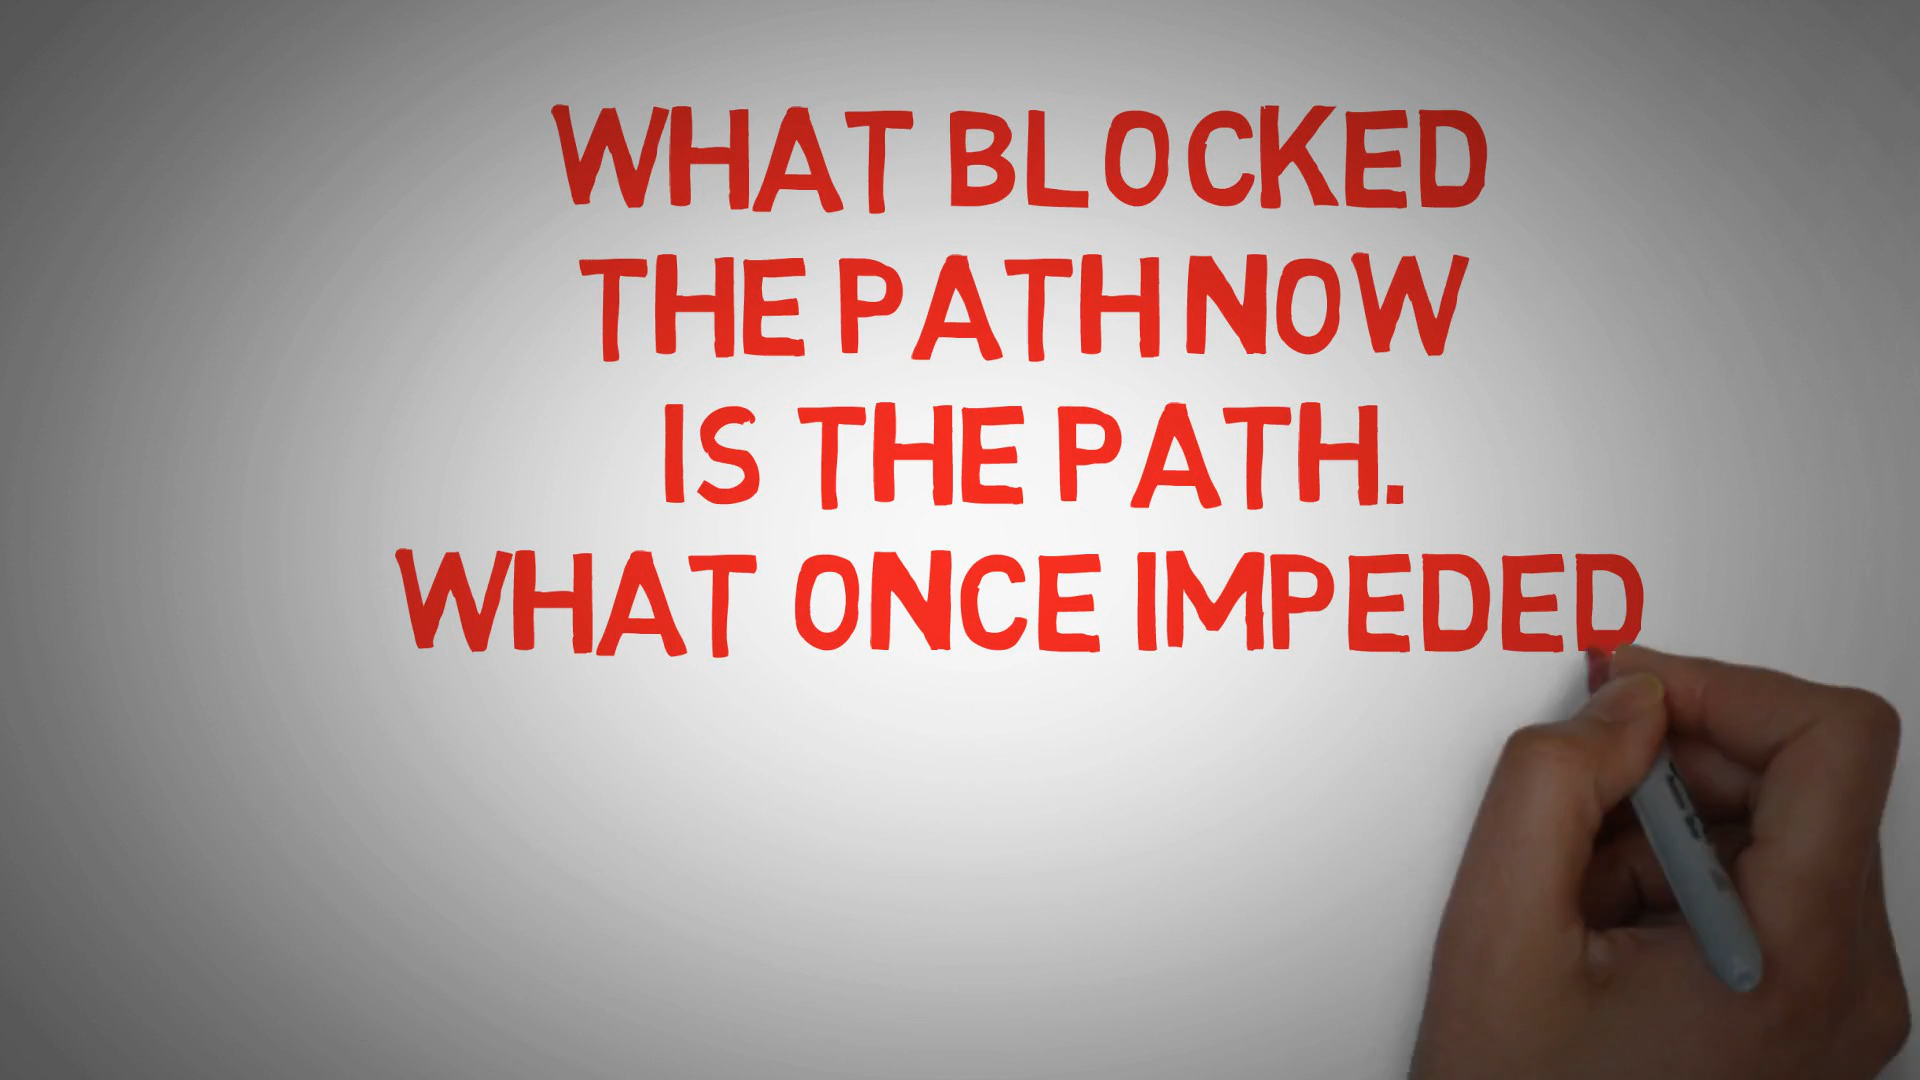 WHAT BLOCKED
THE PATH NOW
IS THE PATH.
WHAT ONCE IMPEDED